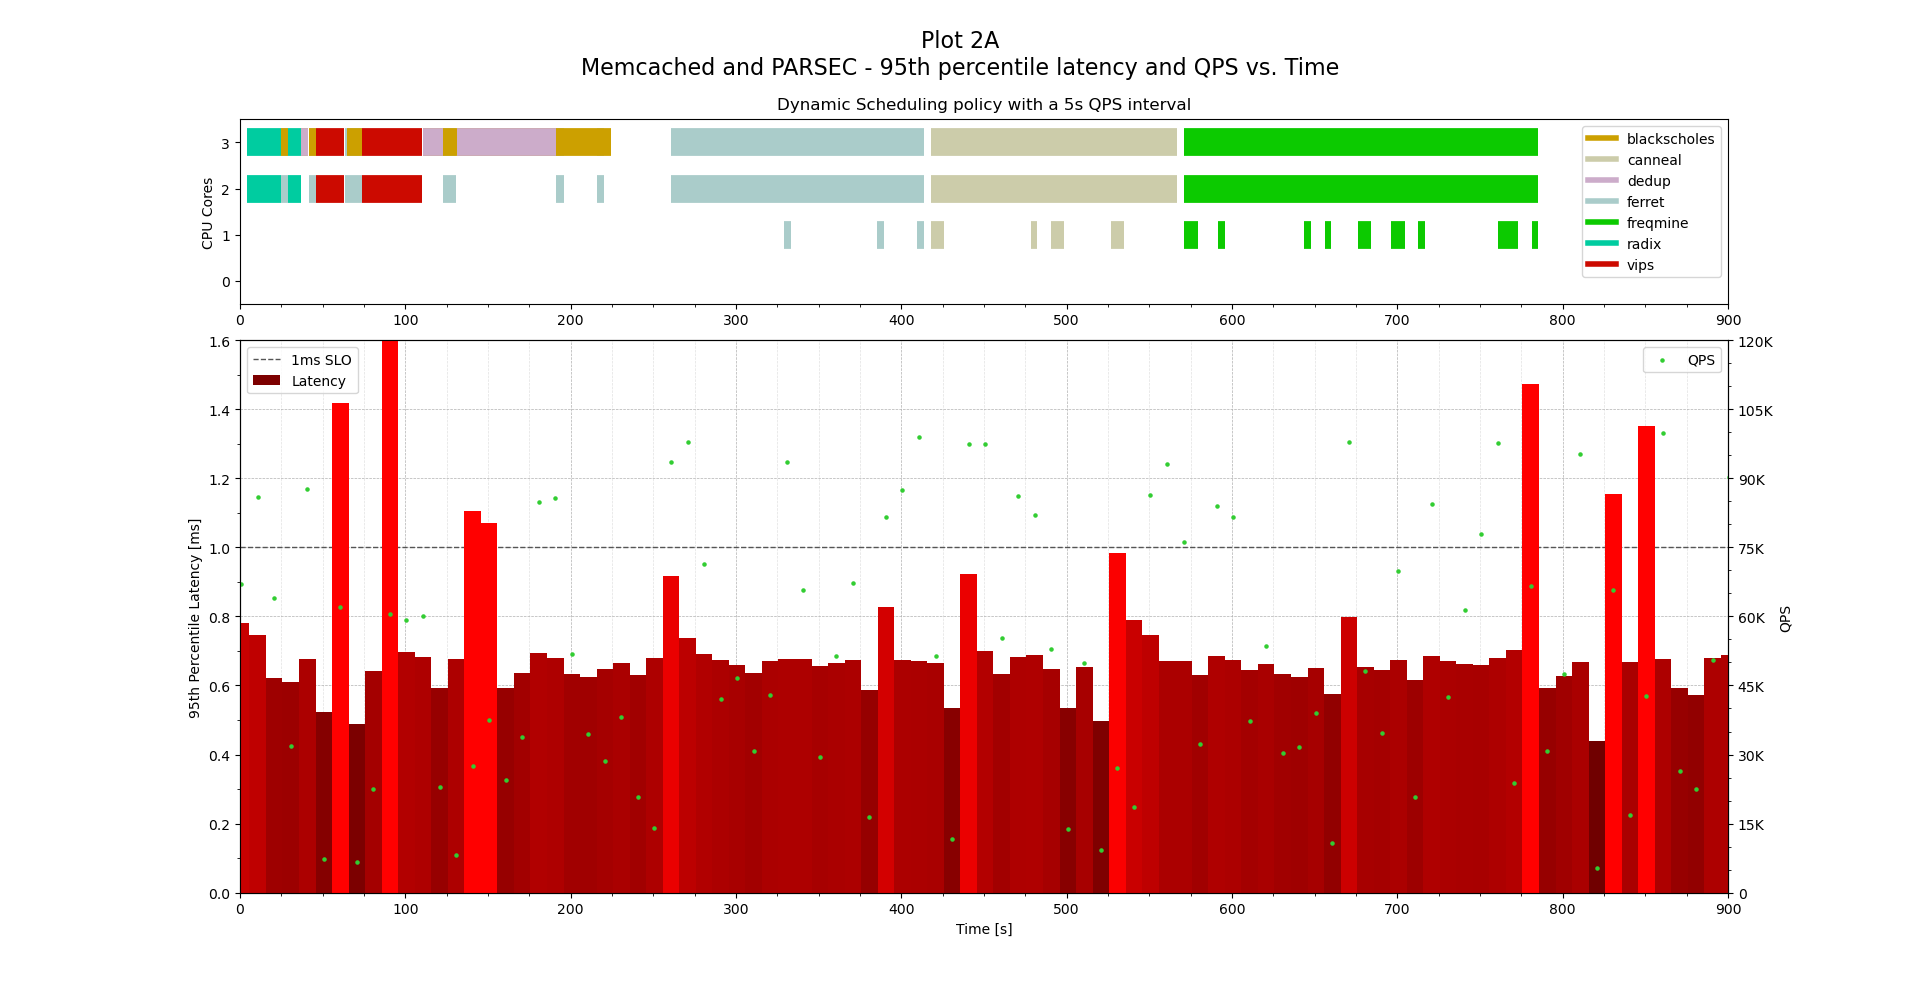 Plot 2A
Memcached and PARSEC - 95th percentile latency and QPS vs. Time
Dynamic Scheduling policy with a 5s QPS interval
CPU Cores
3
2
1
0
blackscholes
canneal
dedup
ferret
freqmine
radix
vips
0 100 200 300 400 500 600 700 800 900
95th Percentile Latency [ms]
1.6
1.4
1.2
1.0
0.8
0.6
0.4
0.2
0.0
1ms SLO
Latency
QPS
120K
105K
90K
75K
60K
45K
30K
15K
0
QPS
0 100 200 300 400 500 600 700 800 900
Time [s]